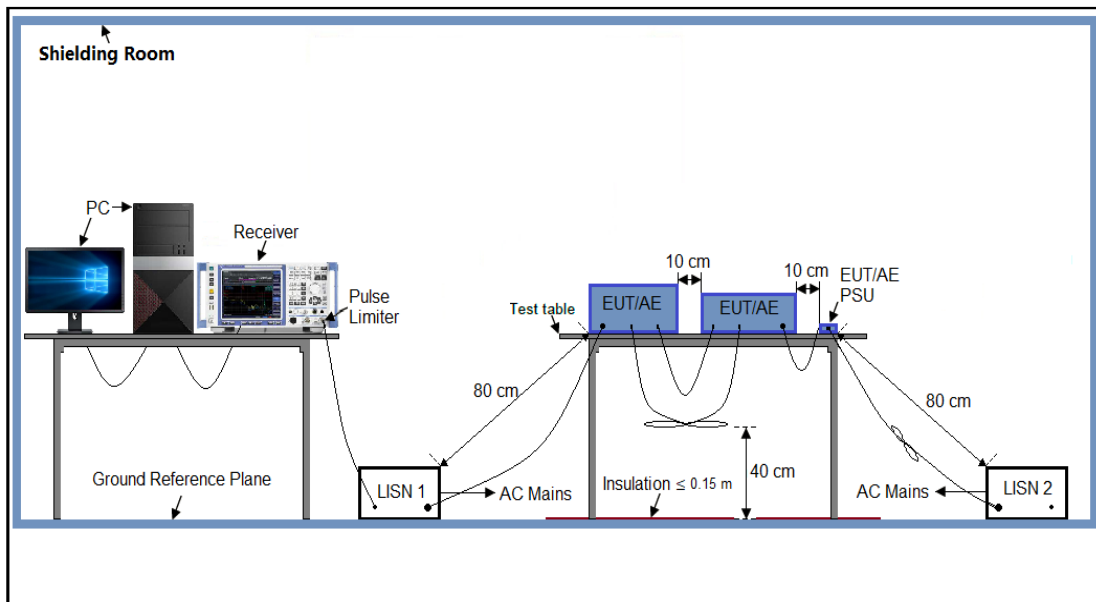 Shielding Room
PC
Receiver
Pulse
Limiter
10 cm
10 cm
EUT/AE
PSU
Test table
EUT/AE
EUT/AE
80 cm
80 cm
40 cm
Ground Reference Plane
LISN 1
AC Mains
Insulation ≤ 0.15 m
AC Mains
LISN 2